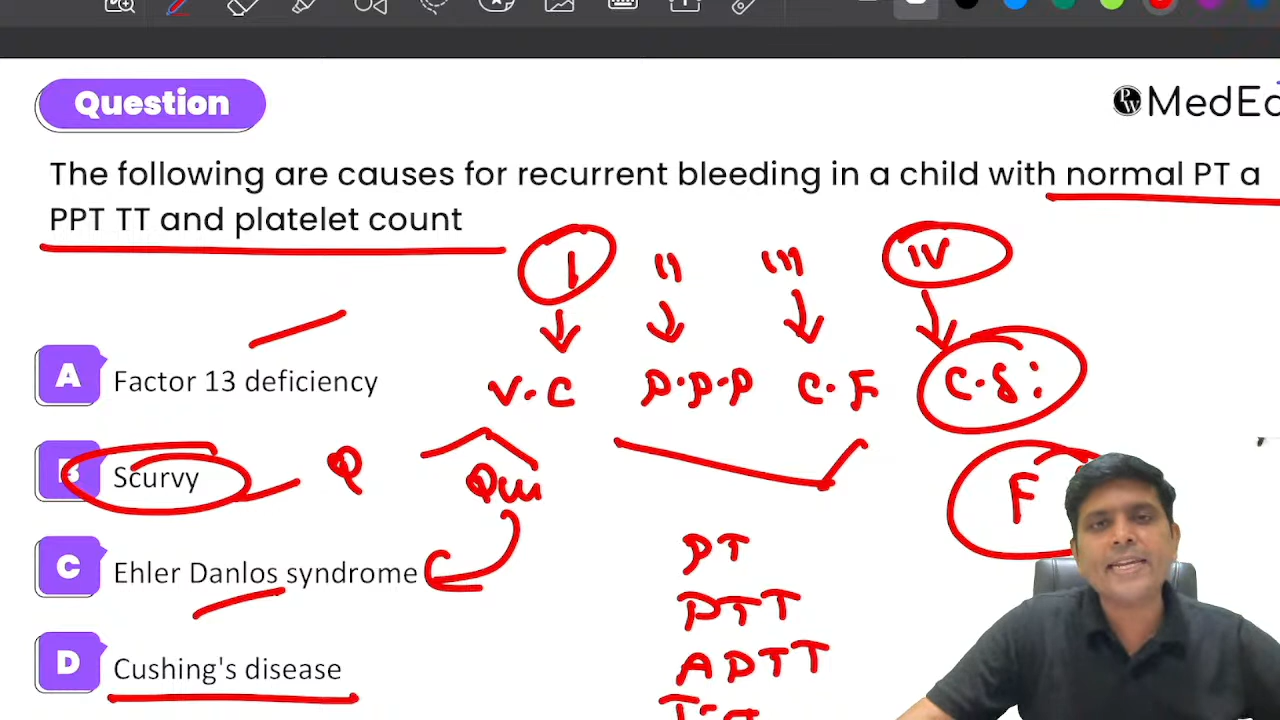 Question
MedEd
The following are causes for recurrent bleeding in a child with normal PT a
PPT TT and platelet count
I II III IV
A Factor 13 deficiency
V.C P.P.P C.F C.S:
B Scurvy
F
C Ehler Danlos syndrome
PT
PTT
APTT
D Cushing's disease